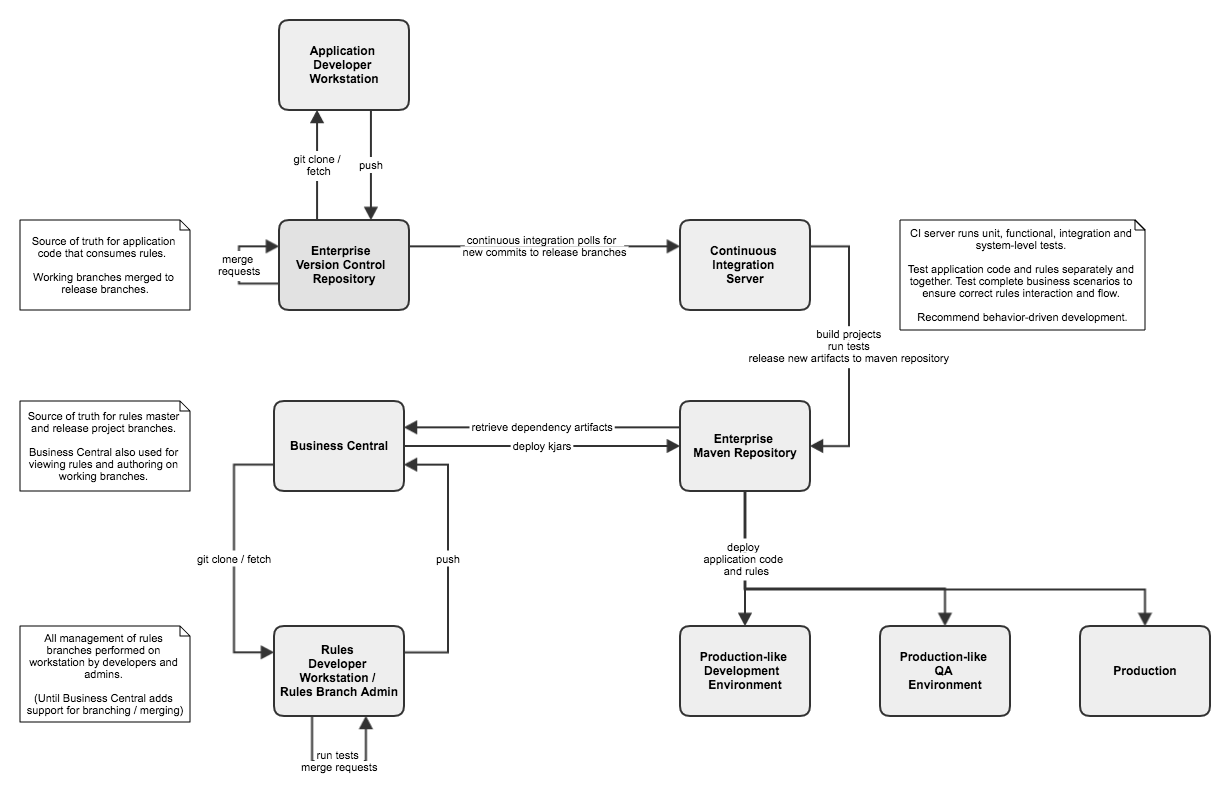 Application
Developer
Workstation
git clone /
fetch
push
Source of truth for application
code that consumes rules.
Working branches merged to
release branches.
merge
requests
Enterprise
Version Control
Repository
continuous integration polls for
new commits to release branches
Continuous
Integration
Server
CI server runs unit, functional, integration and
system-level tests.
Test application code and rules separately and
together. Test complete business scenarios to
ensure correct rules interaction and flow.
Recommend behavior-driven development.
build projects
run tests
release new artifacts to maven repository
Source of truth for rules master
and release project branches.
Business Central also used for
viewing rules and authoring on
working branches.
Business Central
retrieve dependency artifacts
deploy kjars
Enterprise
Maven Repository
git clone / fetch
push
deploy
application code
and rules
All management of rules
branches performed on
workstation by developers and
admins.
(Until Business Central adds
support for branching / merging)
Rules
Developer
Workstation /
Rules Branch Admin
run tests
merge requests
Production-like
Development
Environment
Production-like
QA
Environment
Production